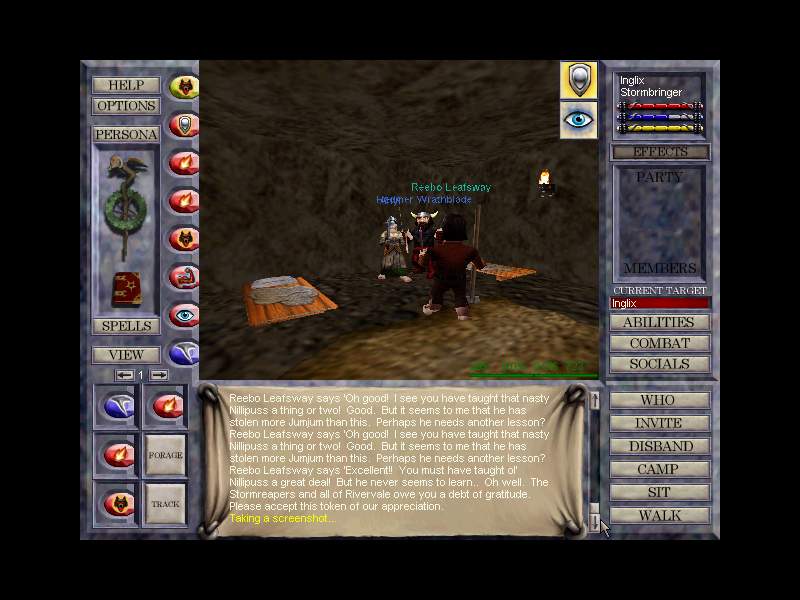 HELP
OPTIONS
PERSONA
SPELLS
VIEW
1
FORAGE
TRACK
Reebo Leafsway
Wrathblade
Reebo Leafsway says 'Oh good! I see you have taught that nasty
Nillipuss a thing or two! Good. But it seems to me that he has
stolen more Jumjum than this. Perhaps he needs another lesson?
Reebo Leafsway says 'Oh good! I see you have taught that nasty
Nillipuss a thing or two! Good. But it seems to me that he has
stolen more Jumjum than this. Perhaps he needs another lesson?
Reebo Leafsway says 'Excellent!! You must have taught ol'
Nillipuss a great deal! But he never seems to learn.. Oh well. The
Stormreapers and all of Rivervale owe you a debt of gratitude.
Please accept this token of our appreciation.
Taking a screenshot...
Inglix
Stormbringer
EFFECTS
PARTY
MEMBERS
CURRENT TARGET
Inglix
ABILITIES
COMBAT
SOCIALS
WHO
INVITE
DISBAND
CAMP
SIT
WALK